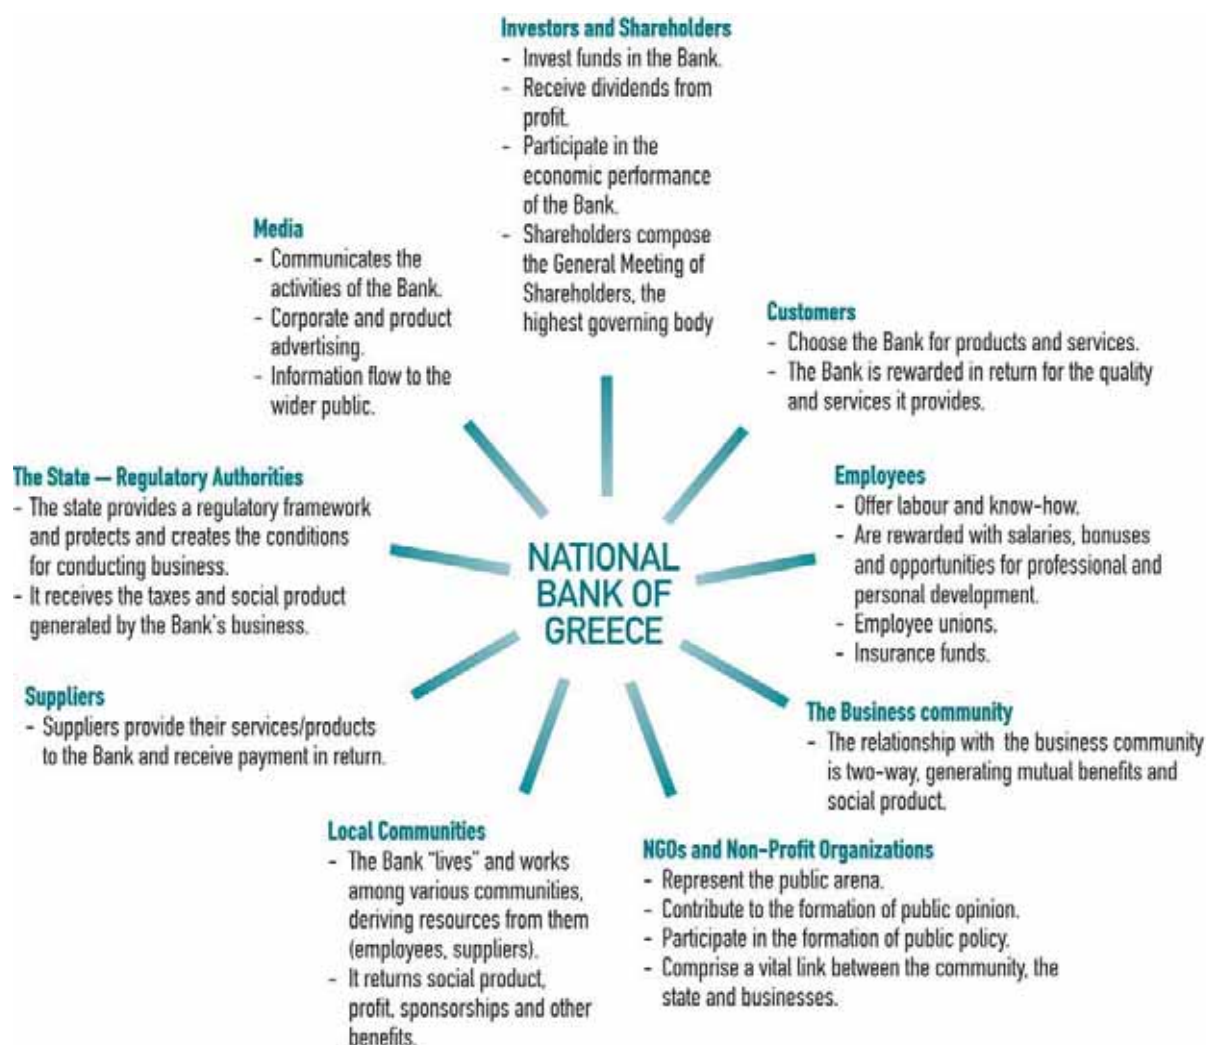 Investors and Shareholders
- Invest funds in the Bank.
- Receive dividends from
profit.
- Participate in the
economic performance
of the Bank.
- Shareholders compose
the General Meeting of
Shareholders, the
highest governing body
Media
- Communicates the
activities of the Bank.
- Corporate and product
advertising.
- Information flow to the
wider public.
Customers
- Choose the Bank for products and services.
- The Bank is rewarded in return for the quality
and services it provides.
The State — Regulatory Authorities
- The state provides a regulatory framework
and protects and creates the conditions
for conducting business.
- It receives the taxes and social product
generated by the Bank's business.
Employees
- Offer labour and know-how.
- Are rewarded with salaries, bonuses
and opportunities for professional and
personal development.
- Employee unions.
- Insurance funds.
NATIONAL
BANK OF
GREECE
Suppliers
- Suppliers provide their services/products
to the Bank and receive payment in return.
The Business community
- The relationship with the business community
is two-way, generating mutual benefits and
social product.
Local Communities
- The Bank "lives" and works
among various communities,
deriving resources from them
(employees, suppliers).
- It returns social product,
profit, sponsorships and other
benefits.
NGOs and Non-Profit Organizations
- Represent the public arena.
- Contribute to the formation of public opinion.
- Participate in the formation of public policy.
- Comprise a vital link between the community, the
state and businesses.